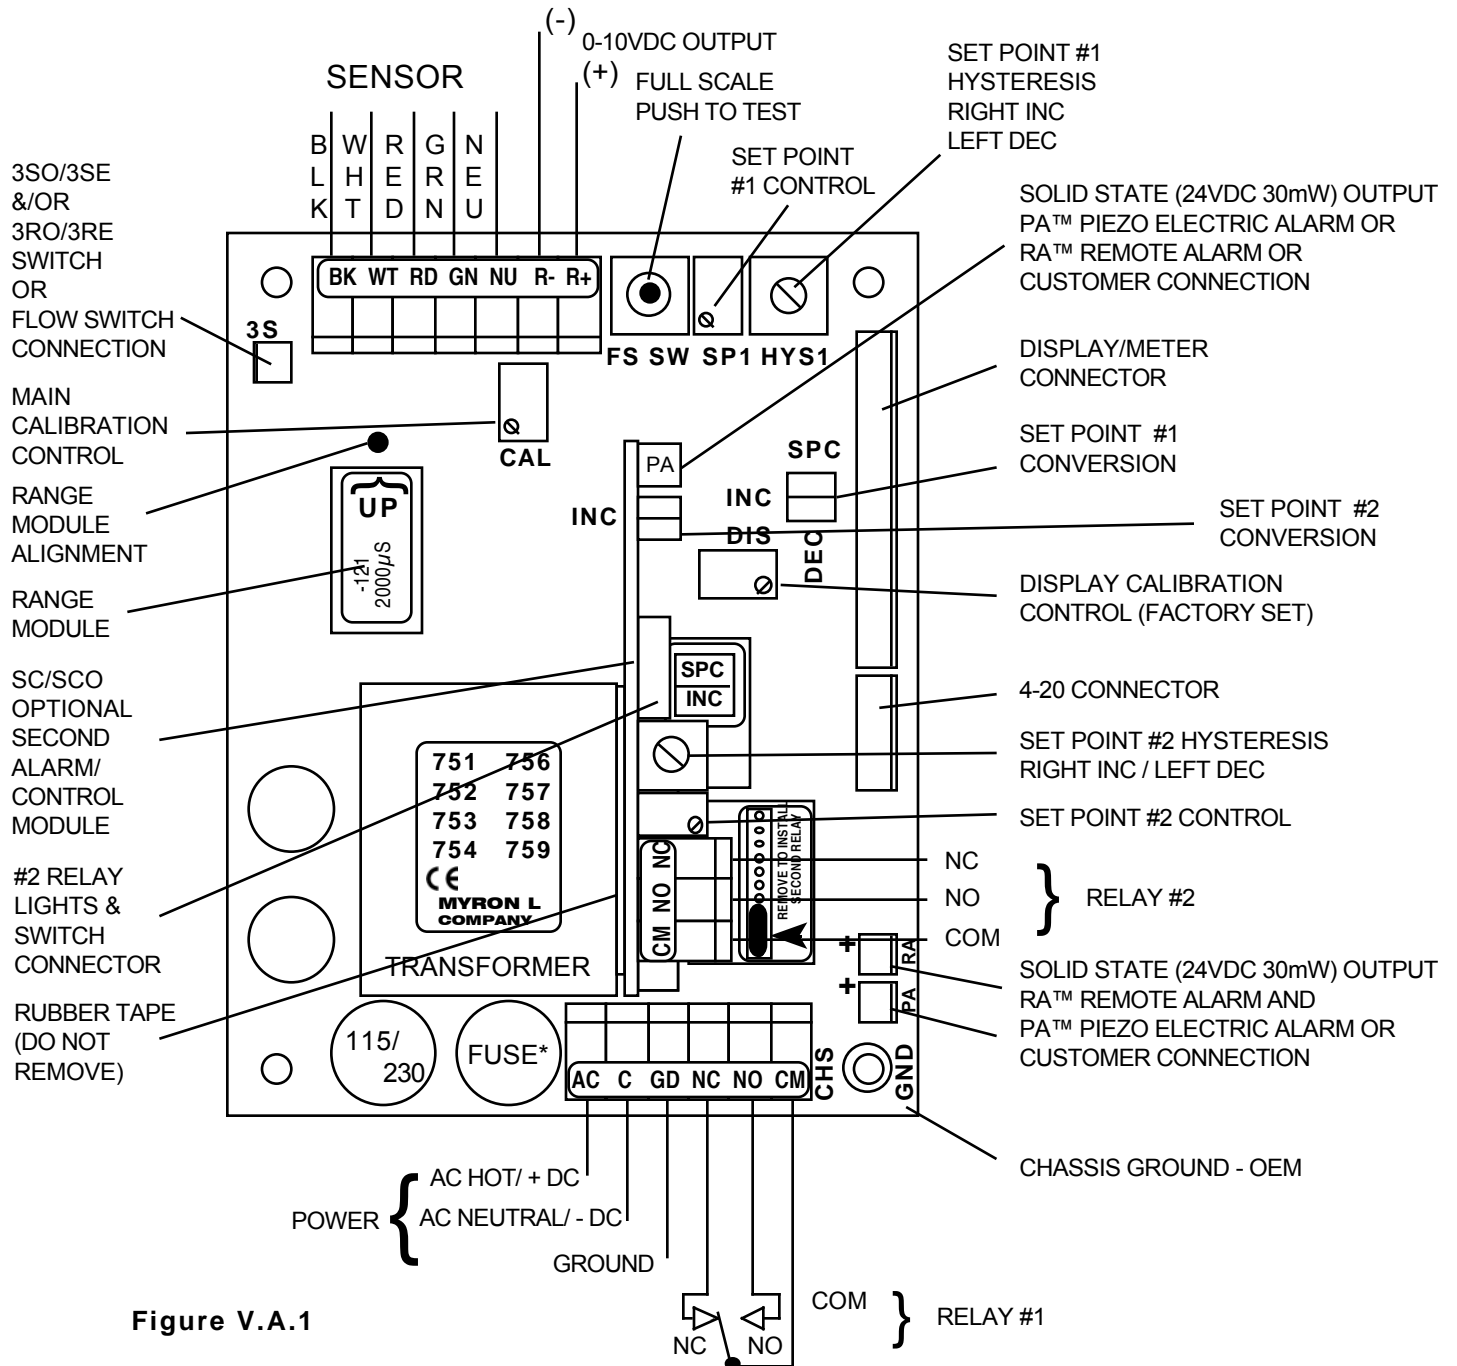 (-)
0-10VDC OUTPUT
(+)
SENSOR
FULL SCALE
PUSH TO TEST
SET POINT #1
HYSTERESIS
RIGHT INC
LEFT DEC
BLK
WHT
RED
GRN
NEU
SET POINT
#1 CONTROL
3SO/3SE
&/OR
3RO/3RE
SWITCH
OR
FLOW SWITCH
CONNECTION
SOLID STATE (24VDC 30mW) OUTPUT
PA™ PIEZO ELECTRIC ALARM OR
RA™ REMOTE ALARM OR
CUSTOMER CONNECTION
BK WT RD GN NU R- R+
3S
FS SW SP1 HYS1
DISPLAY/METER
CONNECTOR
MAIN
CALIBRATION
CONTROL
CAL
PA
SPC
INC
DEC
SET POINT #1
CONVERSION
RANGE
MODULE
ALIGNMENT
UP
-121
2000µS
INC
DIS
SET POINT #2
CONVERSION
RANGE
MODULE
DISPLAY CALIBRATION
CONTROL (FACTORY SET)
SC/SCO
OPTIONAL
SECOND
ALARM/
CONTROL
MODULE
SPC
INC
4-20 CONNECTOR
SET POINT #2 HYSTERESIS
RIGHT INC / LEFT DEC
751 756
752 757
753 758
754 759
CE
MYRON L
COMPANY
TRANSFORMER
SET POINT #2 CONTROL
#2 RELAY
LIGHTS &
SWITCH
CONNECTOR
CM NO NC
REMOVE TO INSTALL
SECOND RELAY
NC
NO
COM
RELAY #2
+ RA
+ PA
SOLID STATE (24VDC 30mW) OUTPUT
RA™ REMOTE ALARM AND
PA™ PIEZO ELECTRIC ALARM OR
CUSTOMER CONNECTION
RUBBER TAPE
(DO NOT
REMOVE)
115/
230
FUSE*
AC C GD NC NO CM
CHS
GND
CHASSIS GROUND - OEM
POWER
AC HOT/ + DC
AC NEUTRAL/ - DC
GROUND
NC
NO
COM
RELAY #1
Figure V.A.1